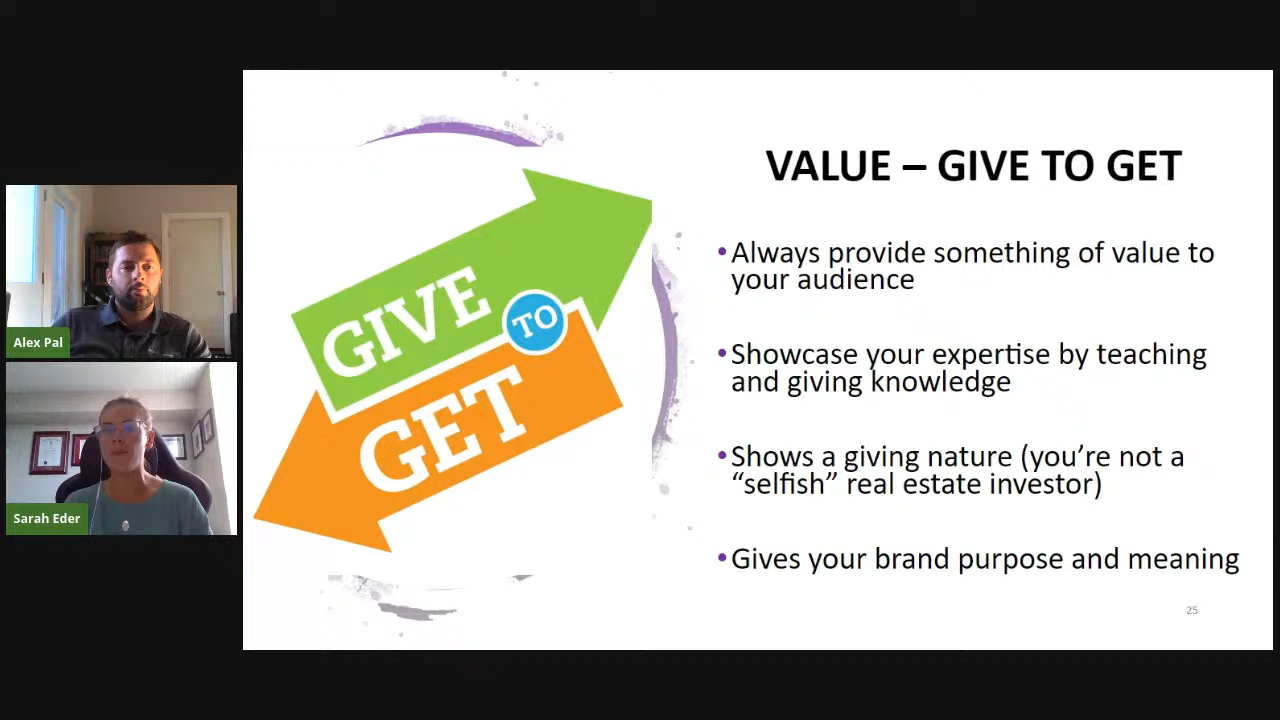 Alex Pal
Sarah Eder
GIVE
TO
GET
VALUE – GIVE TO GET
•Always provide something of value to
your audience
•Showcase your expertise by teaching
and giving knowledge
•Shows a giving nature (you’re not a
“selfish” real estate investor)
•Gives your brand purpose and meaning
25